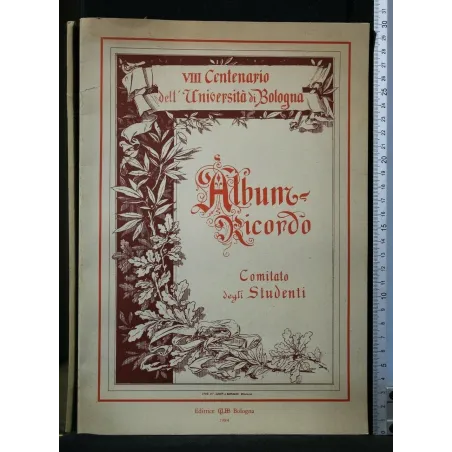 VIII Centenario
dell'Università di Bologna
Album-
Ricordo
Comitato
degli Studenti
Bologna